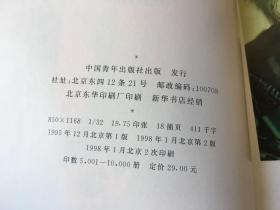 *
中国青年出版社出版 发行
社址:北京东四12条21号 邮政编码:100708
北京东华印刷厂印刷 新华书店经销
*
850×1168 1/32 19.75印张 18插页 411千字
1995年12月北京第1版 1998年1月北京第2版
1998年1月北京2次印刷
印数5,001—10,000册 定价29.00元